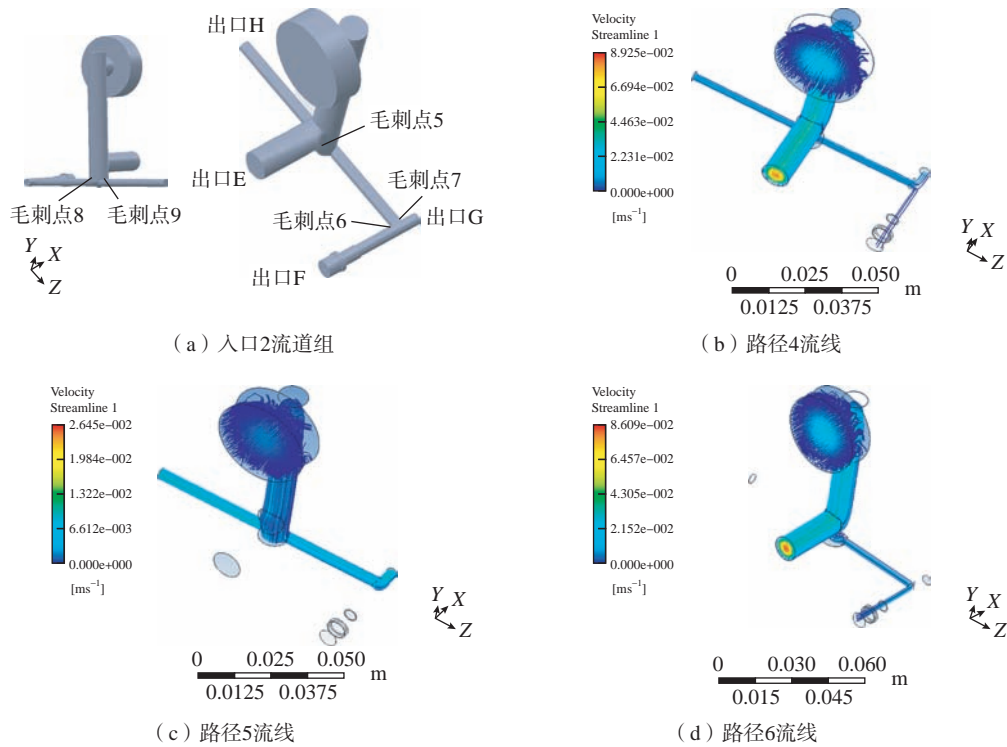 出口H
毛刺点5
出口E
毛刺点7
毛刺点8
毛刺点9
毛刺点6
出口G
出口F
Y
X
Z
(a)入口2流道组
Velocity
Streamline 1
8.925e-002
6.694e-002
4.463e-002
2.231e-002
0.000e+000
[ms⁻¹]
Y
X
Z
0 0.025 0.050
m
0.0125 0.0375
(b)路径4流线
Velocity
Streamline 1
2.645e-002
1.984e-002
1.322e-002
6.612e-003
0.000e+000
[ms⁻¹]
Y
X
Z
0 0.025 0.050
m
0.0125 0.0375
(c)路径5流线
Velocity
Streamline 1
8.609e-002
6.457e-002
4.305e-002
2.152e-002
0.000e+000
[ms⁻¹]
Y
X
Z
0 0.030 0.060
m
0.015 0.045
(d)路径6流线